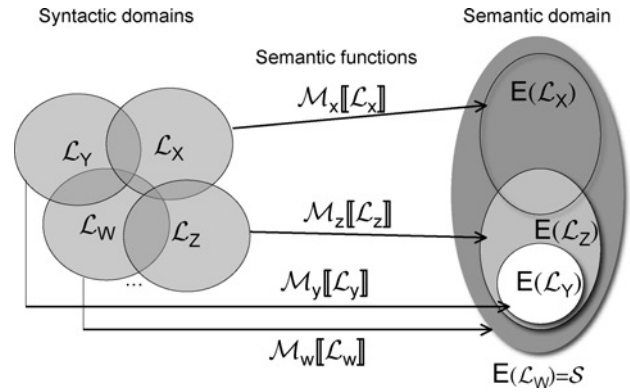 Syntactic domains
Semantic domain
Semantic functions
ℳx⟦ℒx⟧
E(ℒX)
ℒY
ℒX
ℳz⟦ℒz⟧
ℒW
ℒZ
E(ℒZ)
...
ℳy⟦ℒy⟧
E(ℒY)
ℳw⟦ℒw⟧
E(ℒW)=𝒮